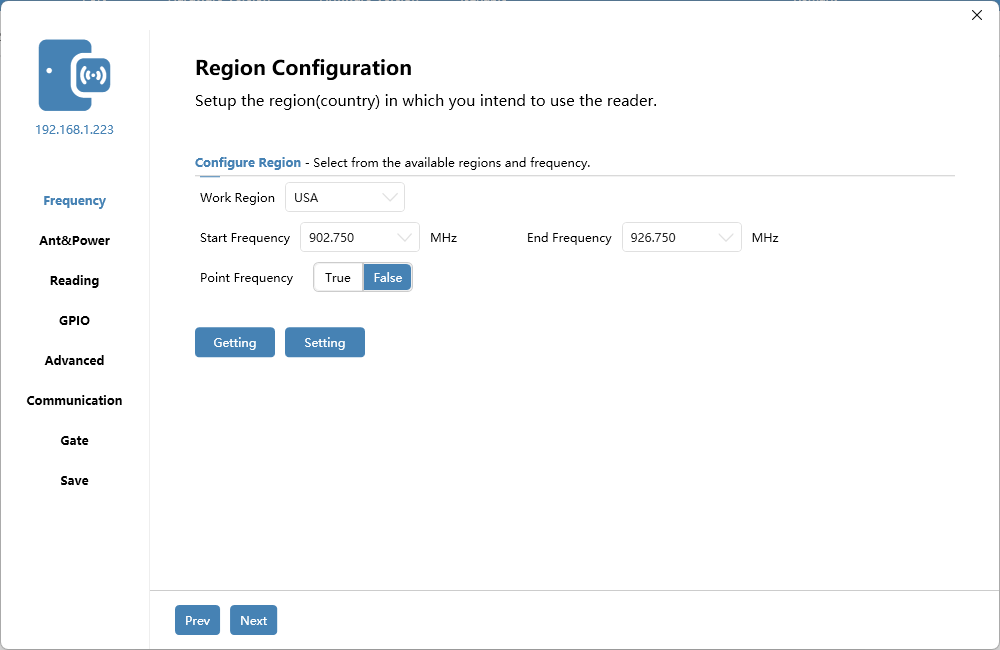 192.168.1.223
Frequency
Ant&Power
Reading
GPIO
Advanced
Communication
Gate
Save
Region Configuration
Setup the region(country) in which you intend to use the reader.
Configure Region - Select from the available regions and frequency.
Work Region USA
Start Frequency 902.750 MHz End Frequency 926.750 MHz
Point Frequency True False
Getting Setting
Prev Next